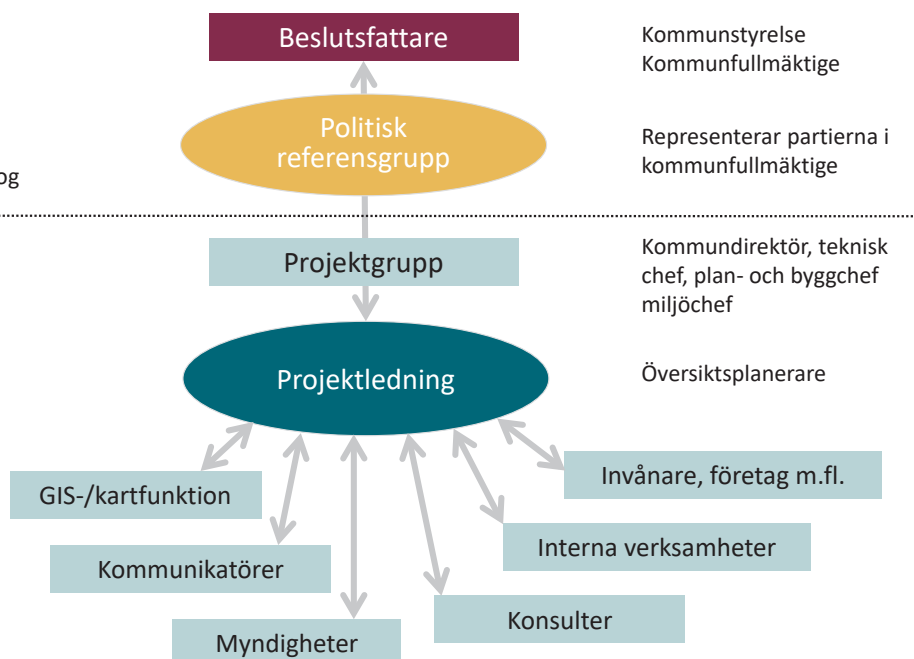 Beslutsfattare
Kommunstyrelse
Kommunfullmäktige
Politisk
referensgrupp
Representerar partierna i
kommunfullmäktige
og
Projektgrupp
Kommundirektör, teknisk
chef, plan- och byggchef
miljöchef
Projektledning
Översiktsplanerare
GIS-/kartfunktion
Invånare, företag m.fl.
Kommunikatörer
Interna verksamheter
Myndigheter
Konsulter